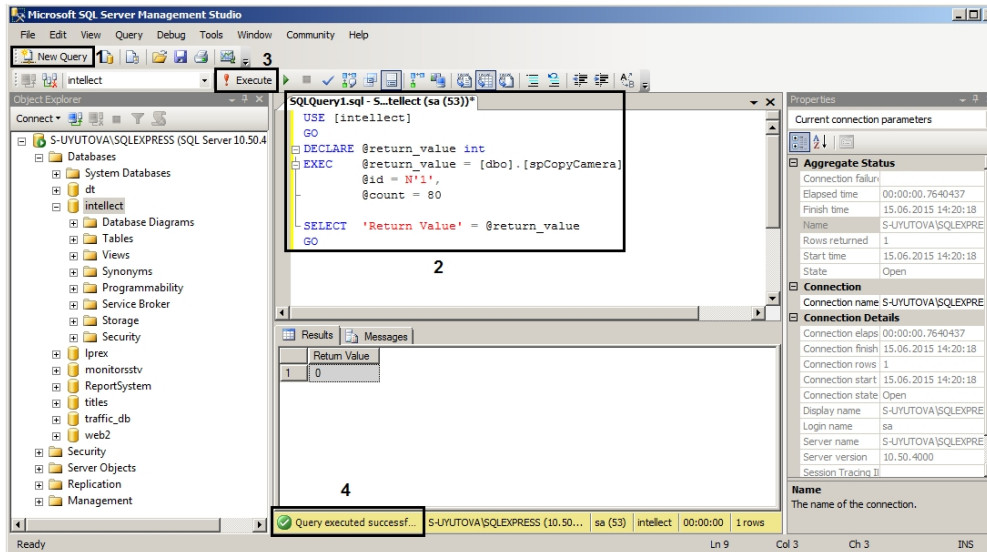 Microsoft SQL Server Management Studio
File Edit View Query Debug Tools Window Community Help
New Query 1
3
intellect Execute
Object Explorer
Connect
S-UYUTOVA\SQLEXPRESS (SQL Server 10.50.4
Databases
System Databases
dt
intellect
Database Diagrams
Tables
Views
Synonyms
Programmability
Service Broker
Storage
Security
lprex
monitorsstv
ReportSystem
titles
traffic_db
web2
Security
Server Objects
Replication
Management
SQLQuery1.sql - S...tellect (sa (53))*
USE [intellect]
GO
DECLARE @return_value int
EXEC @return_value = [dbo].[spCopyCamera]
@id = N'1',
@count = 80
SELECT 'Return Value' = @return_value
GO
2
Results Messages
Return Value
1 0
4
Query executed successf... S-UYUTOVA\SQLEXPRESS (10.50... sa (53) intellect 00:00:00 1 rows
Properties
Current connection parameters
Aggregate Status
Connection failur
Elapsed time 00:00:00.7640437
Finish time 15.06.2015 14:20:18
Name S-UYUTOVA\SQLEXPRE
Rows returned 1
Start time 15.06.2015 14:20:18
State Open
Connection
Connection name S-UYUTOVA\SQLEXPRE
Connection Details
Connection elaps 00:00:00.7640437
Connection finish 15.06.2015 14:20:18
Connection rows 1
Connection start 15.06.2015 14:20:18
Connection state Open
Display name S-UYUTOVA\SQLEXPRE
Login name sa
Server name S-UYUTOVA\SQLEXPRE
Server version 10.50.4000
Session Tracing ID
Name
The name of the connection.
Ready Ln 9 Col 3 Ch 3 INS